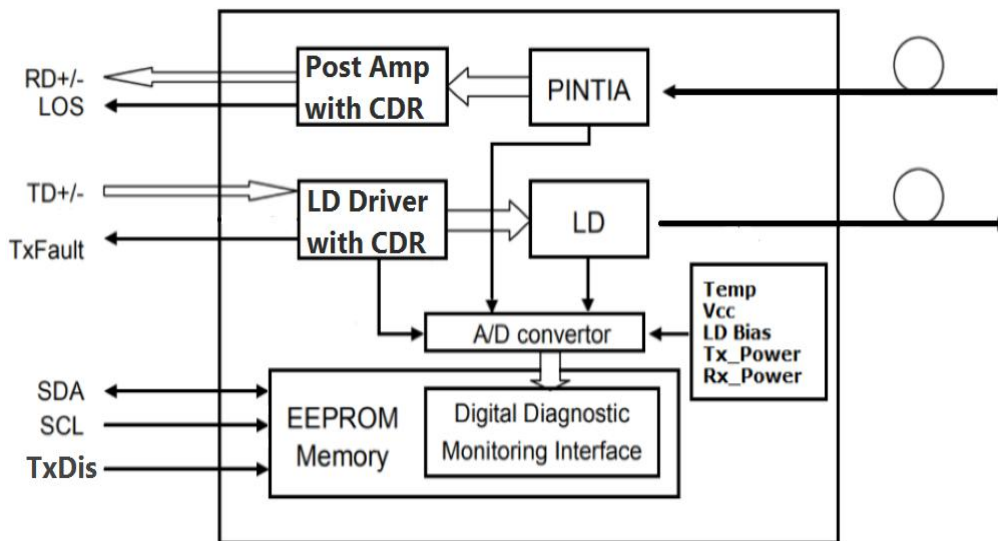 RD+/-
LOS
Post Amp
with CDR
PINTIA
TD+/-
TxFault
LD Driver
with CDR
LD
Temp
Vcc
LD Bias
Tx_Power
Rx_Power
A/D convertor
SDA
SCL
TxDis
EEPROM
Memory
Digital Diagnostic
Monitoring Interface